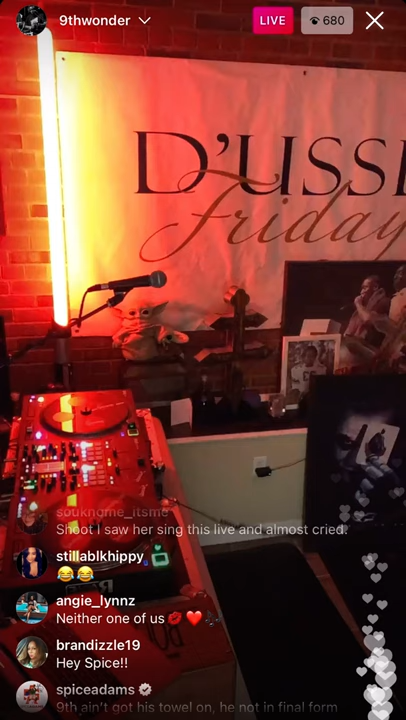 9thwonder
LIVE
680
D'USSE
Friday
soukhome_itsme
Shoot I saw her sing this live and almost cried.
stillablkhippy
😂😂
angie_lynnz
Neither one of us💋❤️
brandizzle19
Hey Spice!!
spiceadams
9th ain't got his towel on, he not in final form